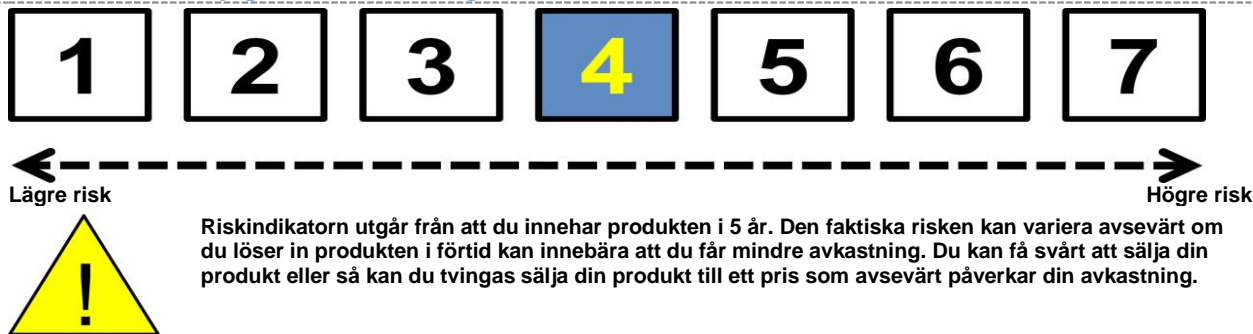 1 2 3 4 5 6 7
Lägre risk Högre risk
Riskindikatorn utgår från att du innehar produkten i 5 år. Den faktiska risken kan variera avsevärt om
du löser in produkten i förtid kan innebära att du får mindre avkastning. Du kan få svårt att sälja din
produkt eller så kan du tvingas sälja din produkt till ett pris som avsevärt påverkar din avkastning.
!